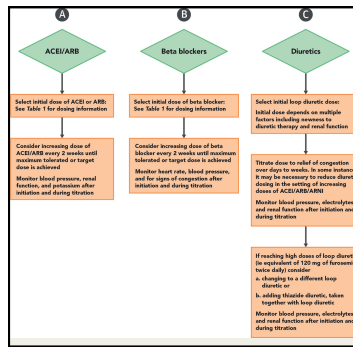 A
ACEI/ARB
Select initial dose of ACEI or ARB:
See Table 1 for dosing information
Consider increasing dose of
ACEI/ARB every 2 weeks until
maximum tolerated or target
dose is achieved
Monitor blood pressure, renal
function, and potassium after
initiation and during titration
B
Beta blockers
Select initial dose of beta blocker:
See Table 1 for dosing information
Consider increasing dose of beta
blocker every 2 weeks until maximum
tolerated or target dose is achieved
Monitor heart rate, blood pressure,
and for signs of congestion after
initiation and during titration
C
Diuretics
Select initial loop diuretic dose:
Initial dose depends on multiple
factors including newness to
diuretic therapy and renal function
Titrate dose to relief of congestion
over days to weeks. In some instanc
it may be necessary to reduce diuret
dosing in the setting of increasing
doses of ACEI/ARB/ARNI
Monitor blood pressure, electrolytes
and renal function after initiation an
during titration
If reaching high doses of loop diureti
(ie equivalent of 120 mg of furosemi
twice daily) consider
a. changing to a different loop
diuretic or
b. adding thiazide diuretic, taken
together with loop diuretic
Monitor blood pressure, electrolytes
and renal function after initiation and
during titration